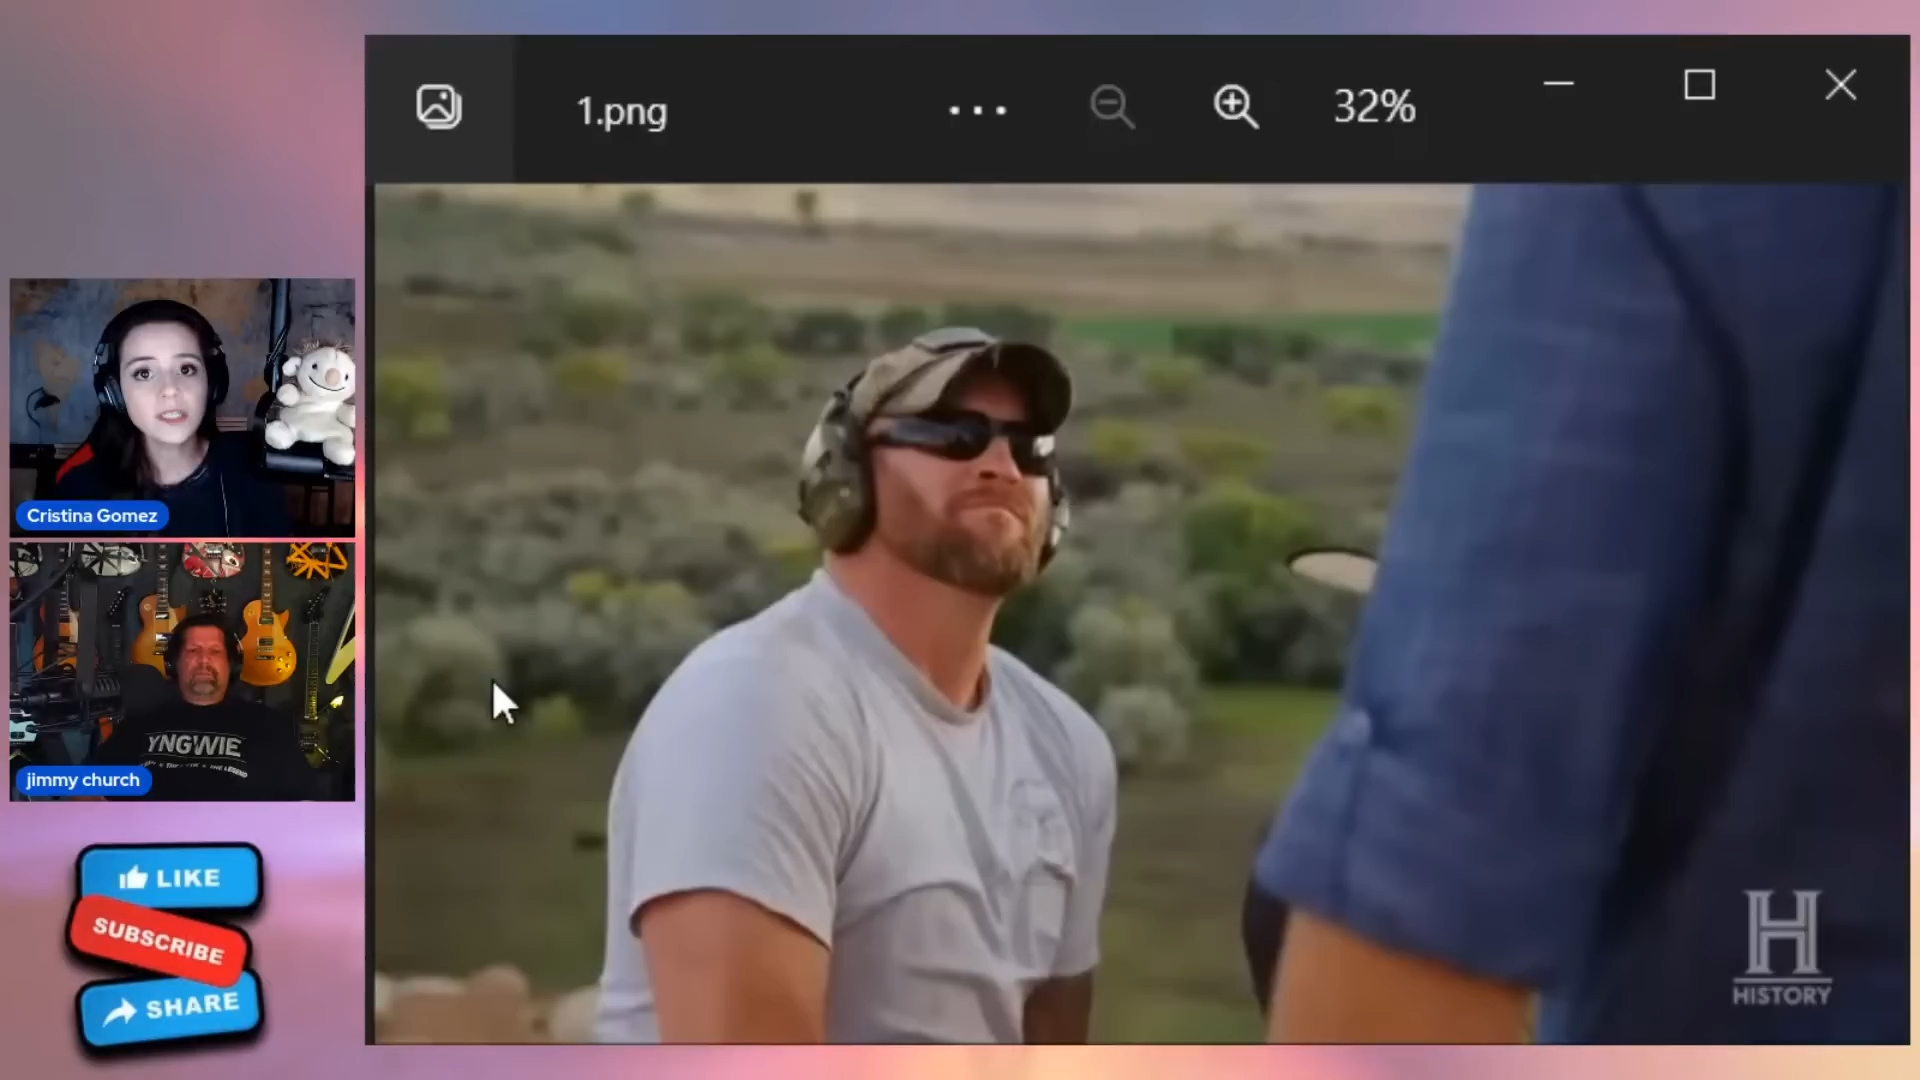 1.png
32%
Cristina Gomez
YNGWIE
jimmy church
LIKE
SUBSCRIBE
SHARE
H
HISTORY